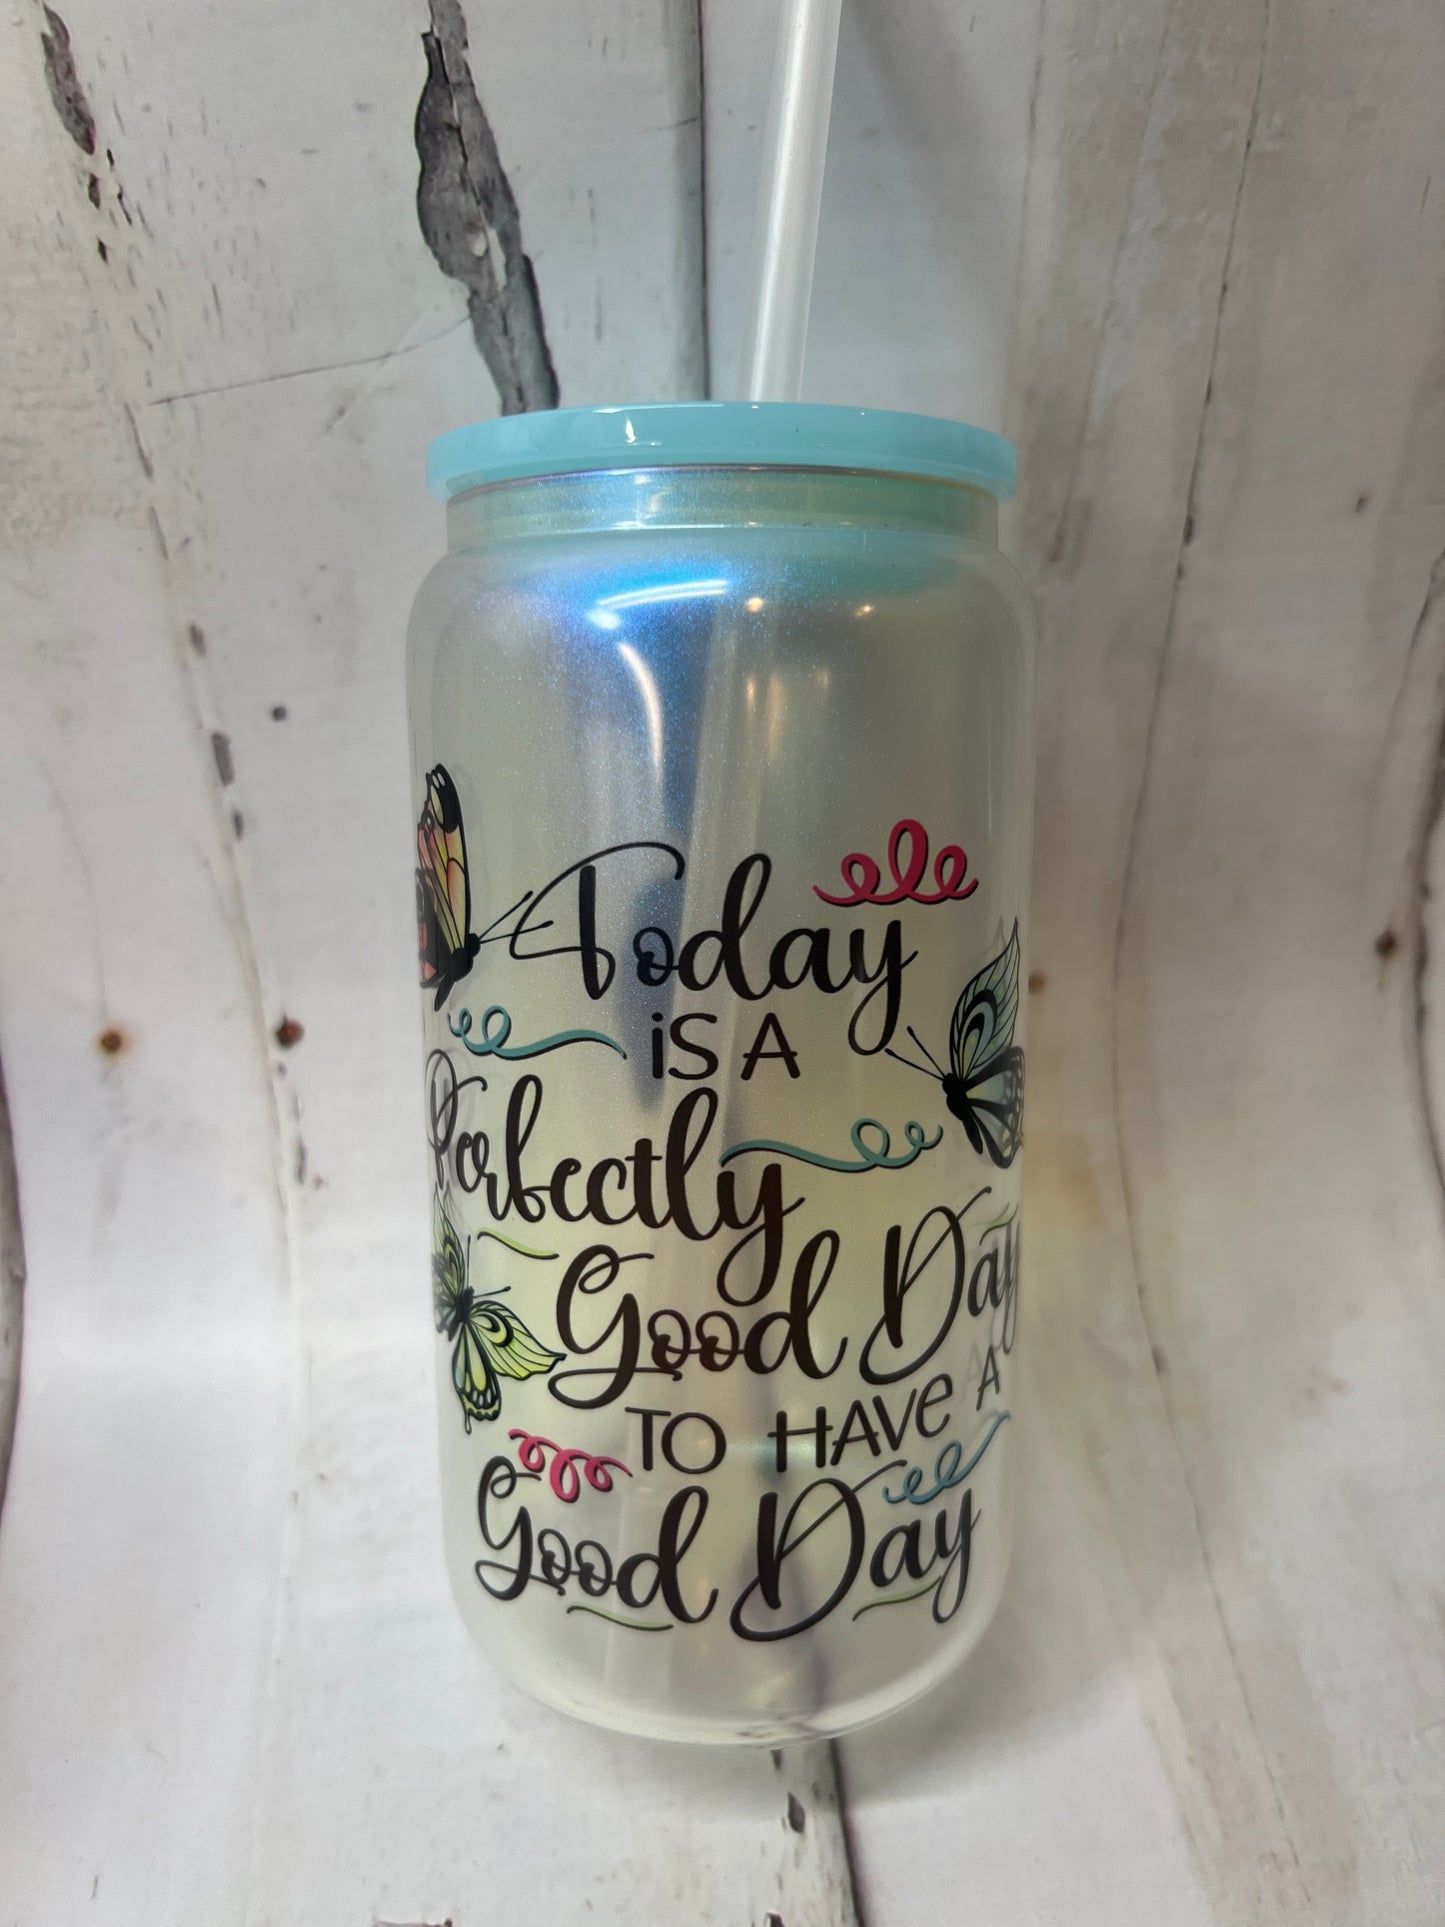 Today
iS A
Perfectly
Good Day
TO HAVe A
Good Day